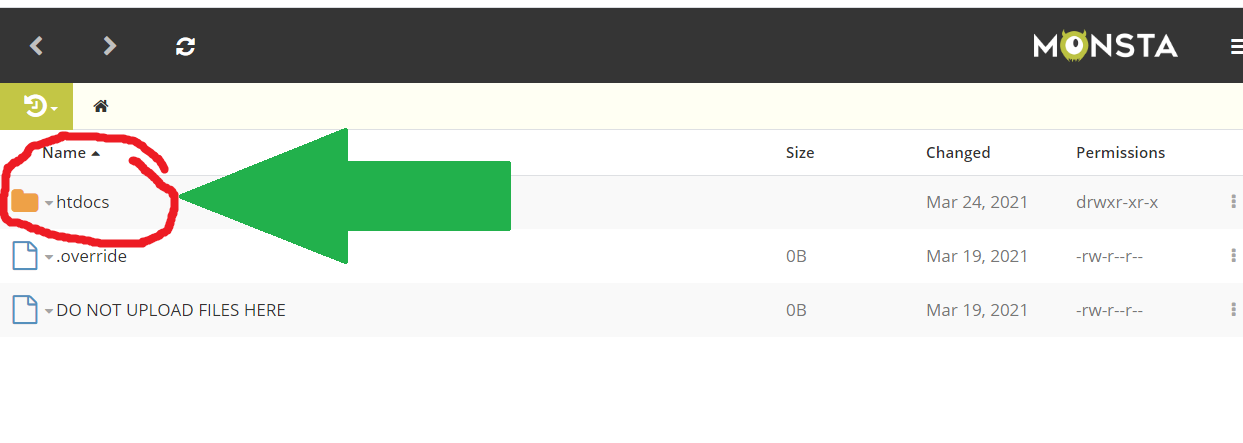 MONSTA
Name Size Changed Permissions
htdocs Mar 24, 2021 drwxr-xr-x
.override 0B Mar 19, 2021 -rw-r--r--
DO NOT UPLOAD FILES HERE 0B Mar 19, 2021 -rw-r--r--